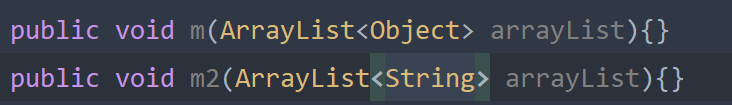 public void m(ArrayList<Object> arrayList){}
public void m2(ArrayList<String> arrayList){}